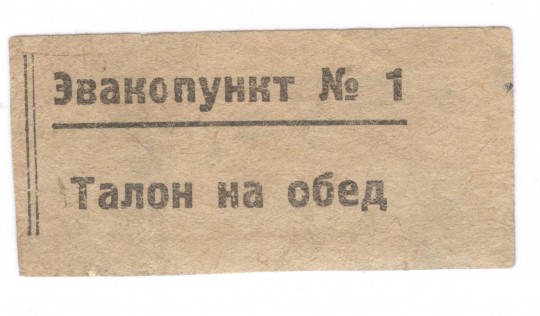 Эвакопункт № 1
Талон на обед